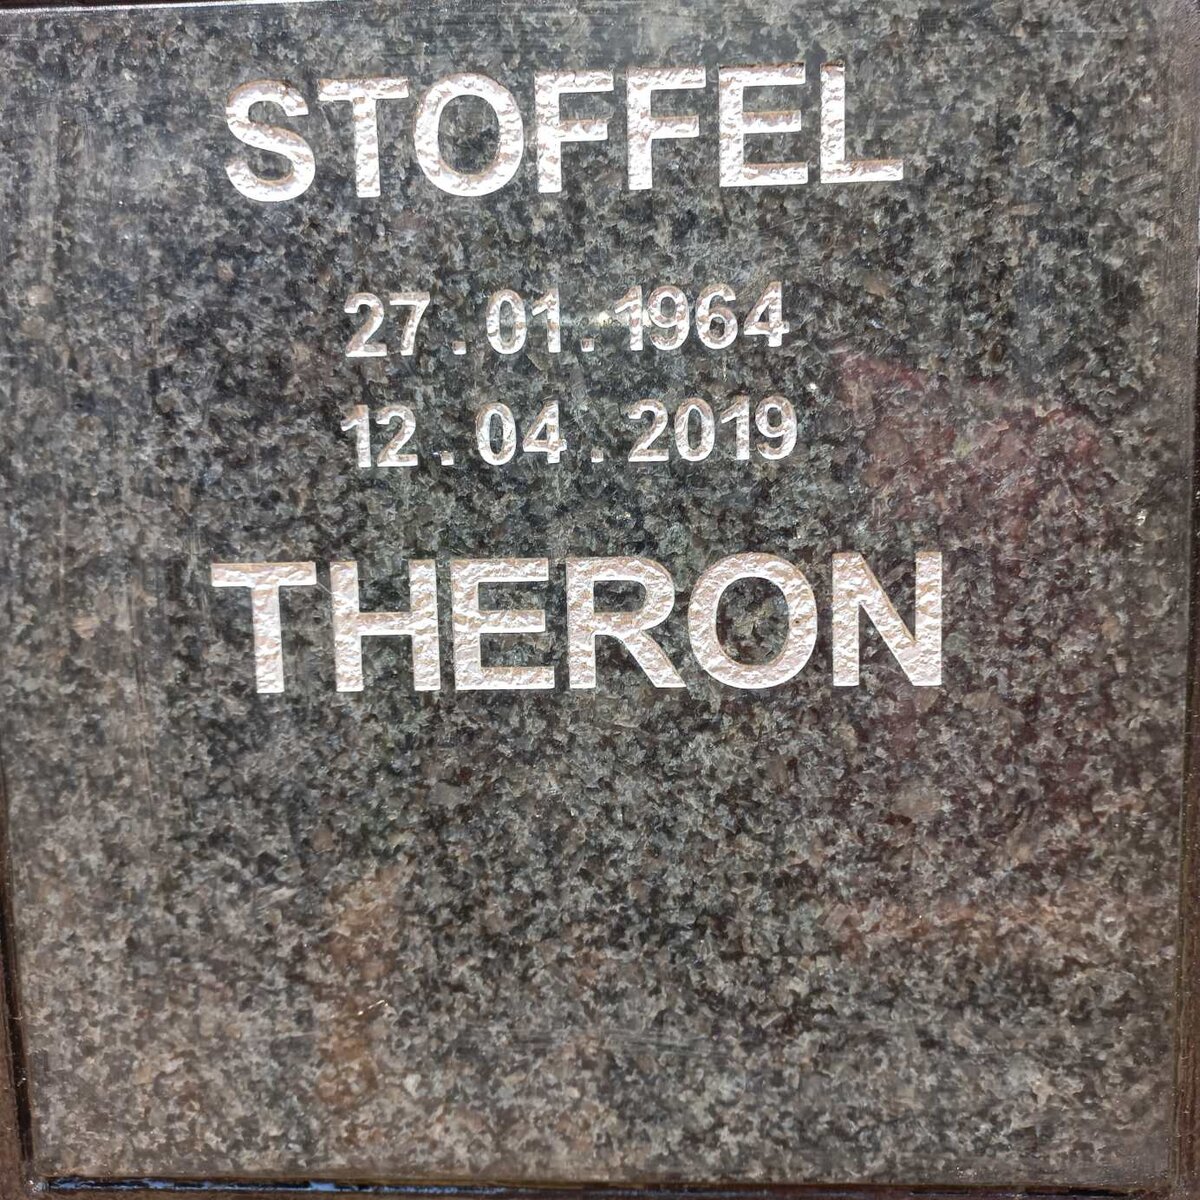 STOFFEL
27.01.1964
12.04.2019
THERON